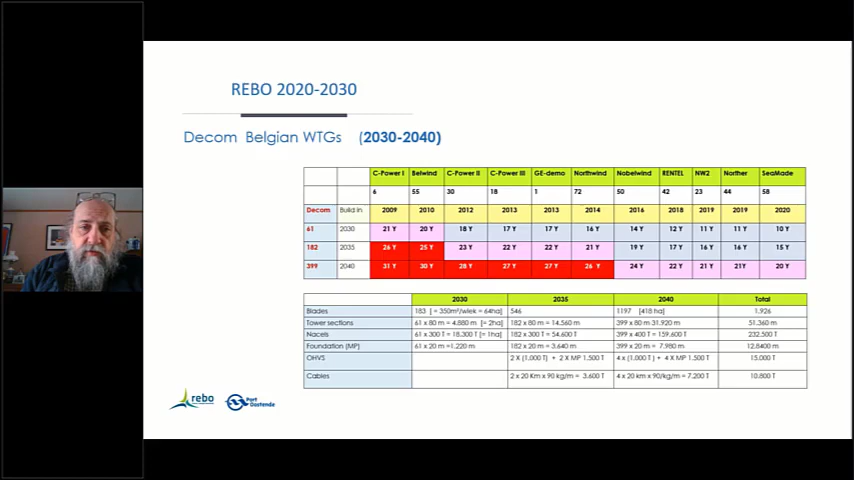 REBO 2020-2030
Decom Belgian WTGs (2030-2040)
C-Power I Belwind C-Power II C-Power III GE-demo Northwind Nobelwind RENTEL NW2 Norther SeaMade
6 55 30 18 1 72 50 42 23 44 58
Decom Build in 2009 2010 2012 2013 2013 2014 2016 2018 2019 2019 2020
61 2030 21 Y 20 Y 18 Y 17 Y 17 Y 16 Y 14 Y 12 Y 11 Y 11 Y 10 Y
182 2035 26 Y 25 Y 23 Y 22 Y 22 Y 21 Y 19 Y 17 Y 16 Y 16 Y 15 Y
399 2040 31 Y 30 Y 28 Y 27 Y 27 Y 26 Y 24 Y 22 Y 21 Y 21Y 20 Y
2030 2035 2040 Total
Blades 183 [ = 350m²/wiek = 64ha] 546 1197 [418 ha] 1.926
Tower sections 61 x 80 m = 4.880 m [= 2ha] 182 x 80 m = 14.560 m 399 x 80m 31.920 m 51.360 m
Nacels 61 x 300 T = 18.300 T [= 1ha] 182 x 300 T = 54.600 T 399 x 400 T = 159.600 T 232.500 T
Foundation (MP) 61 x 20 m =1.220 m 182 x 20 m = 3.640 m 399 x 20 m = 7.980 m 12.8400 m
OHVS 2 X (1.000 T) + 2 X MP 1.500 T 4 x (1.000 T ) + 4 X MP 1.500 T 15.000 T
Cables 2 x 20 Km x 90 kg/m = 3.600 T 4 x 20 km x 90/kg/m = 7.200 T 10.800 T
rebo
Port
Oostende